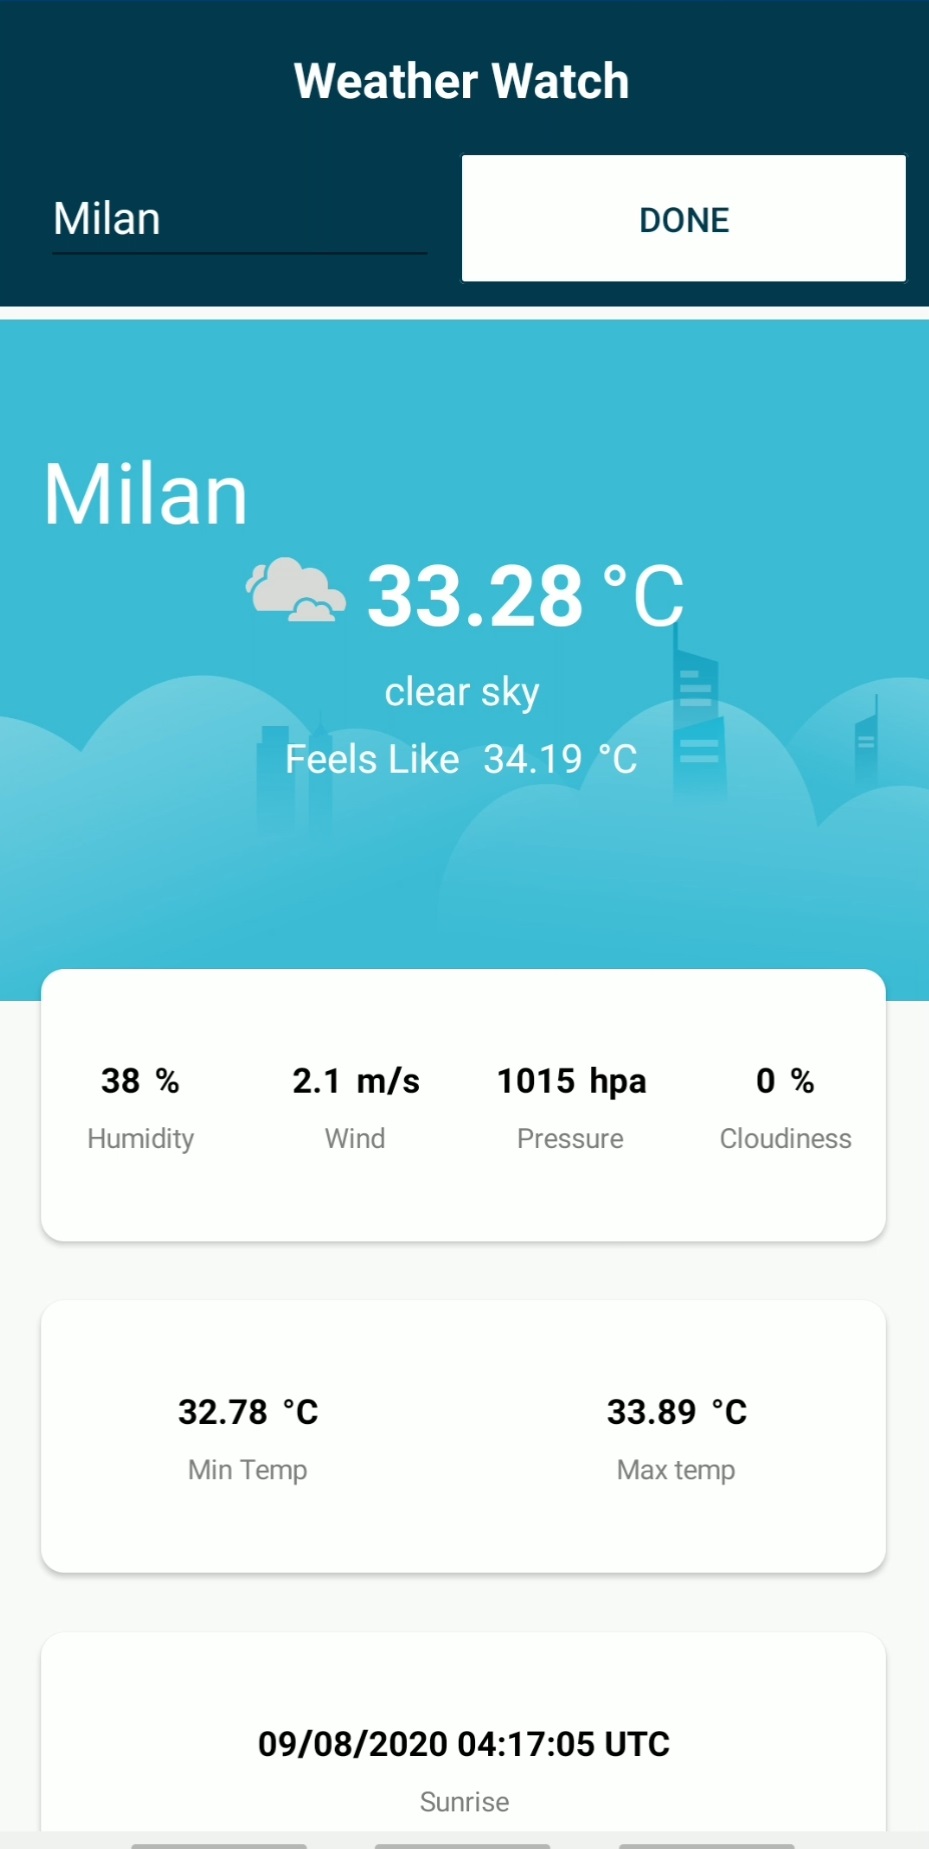 Weather Watch
Milan
DONE
Milan
33.28 °C
clear sky
Feels Like 34.19 °C
38 % 2.1 m/s 1015 hpa 0 %
Humidity Wind Pressure Cloudiness
32.78 °C 33.89 °C
Min Temp Max temp
09/08/2020 04:17:05 UTC
Sunrise